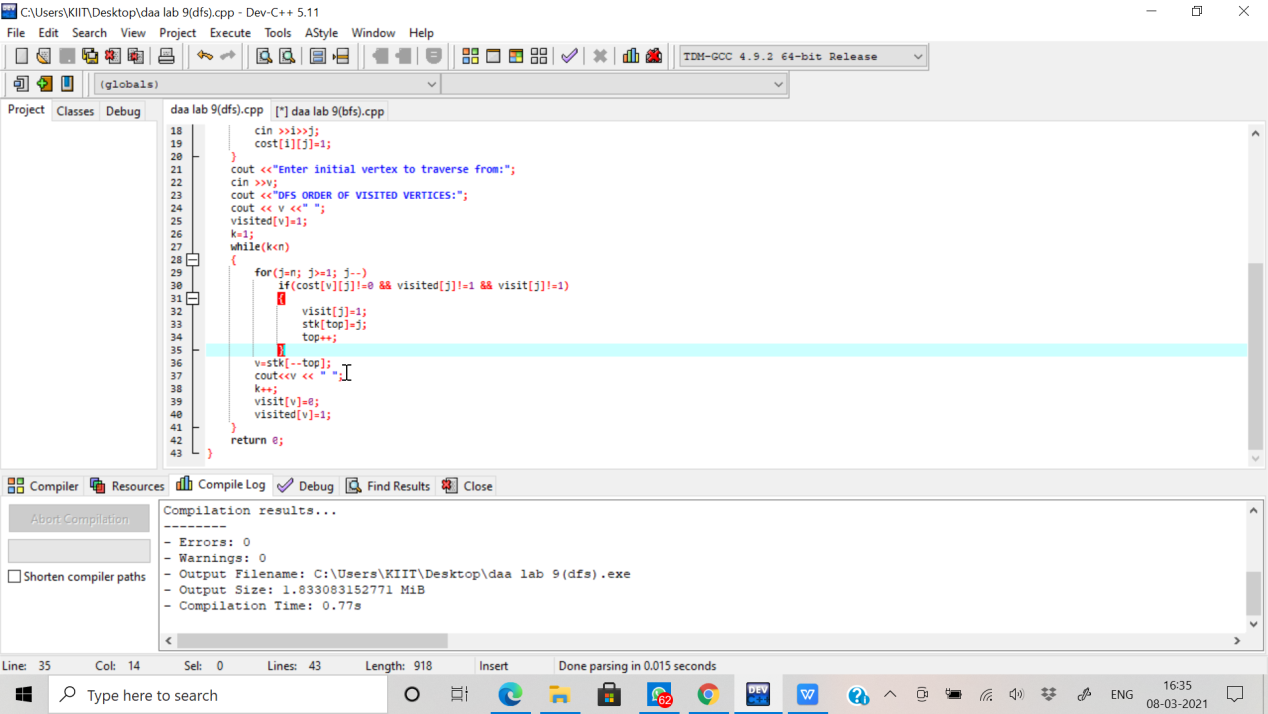 C:\Users\KIIT\Desktop\daa lab 9(dfs).cpp - Dev-C++ 5.11
File Edit Search View Project Execute Tools AStyle Window Help
TDM-GCC 4.9.2 64-bit Release
(globals)
Project Classes Debug
daa lab 9(dfs).cpp [*] daa lab 9(bfs).cpp
18 cin >>i>>j;
19 cost[i][j]=1;
20 }
21 cout <<"Enter initial vertex to traverse from:";
22 cin >>v;
23 cout <<"DFS ORDER OF VISITED VERTICES:";
24 cout << v <<" ";
25 visited[v]=1;
26 k=1;
27 while(k<n)
28 {
29 for(j=n; j>=1; j--)
30 if(cost[v][j]!=0 && visited[j]!=1 && visit[j]!=1)
31 {
32 visit[j]=1;
33 stk[top]=j;
34 top++;
35 }
36 v=stk[--top];
37 cout<<v << " ";
38 k++;
39 visit[v]=0;
40 visited[v]=1;
41 }
42 return 0;
43 }
Compiler Resources Compile Log Debug Find Results Close
Abort Compilation
Shorten compiler paths
Compilation results...
--------
- Errors: 0
- Warnings: 0
- Output Filename: C:\Users\KIIT\Desktop\daa lab 9(dfs).exe
- Output Size: 1.833083152771 MiB
- Compilation Time: 0.77s
Line: 35 Col: 14 Sel: 0 Lines: 43 Length: 918 Insert Done parsing in 0.015 seconds
Type here to search
62
DEV
W
ENG
16:35
08-03-2021